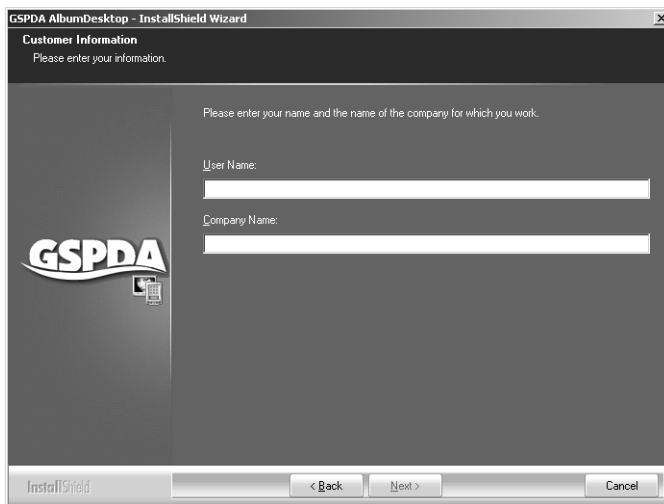 GSPDA AlbumDesktop - InstallShield Wizard
Customer Information
Please enter your information.
Please enter your name and the name of the company for which you work.
User Name:
Company Name:
GSPDA
InstallShield
< Back
Next >
Cancel